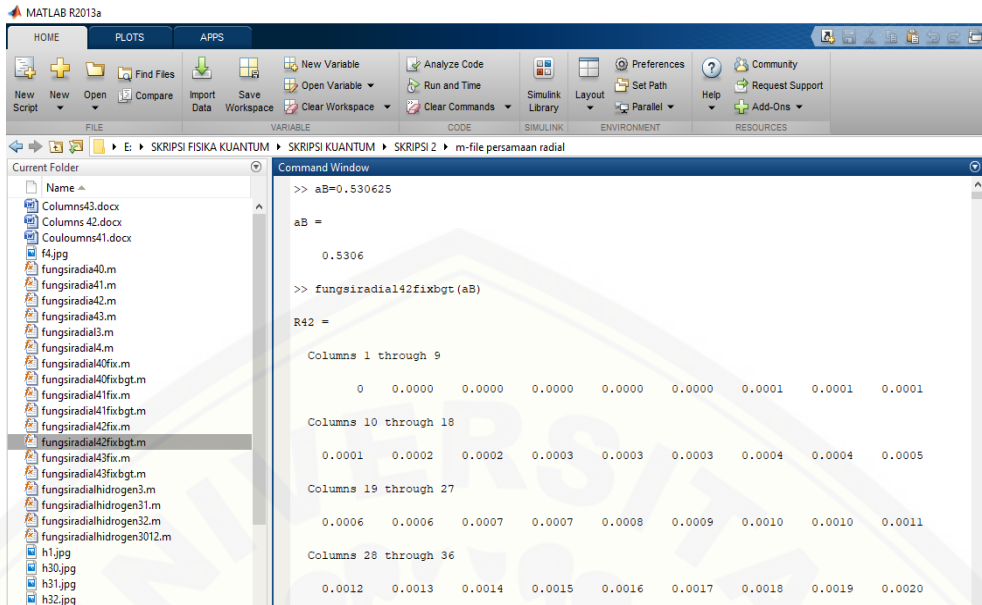 MATLAB R2013a
HOME PLOTS APPS
New Script
New
Open
Find Files
Compare
Import Data
Save Workspace
New Variable
Open Variable
Clear Workspace
Analyze Code
Run and Time
Clear Commands
Simulink Library
Layout
Preferences
Set Path
Parallel
Help
Community
Request Support
Add-Ons
FILE VARIABLE CODE SIMULINK ENVIRONMENT RESOURCES
E: SKRIPSI FISIKA KUANTUM SKRIPSI KUANTUM SKRIPSI 2 m-file persamaan radial
Current Folder
Name
Columns43.docx
Columns 42.docx
Couloumns41.docx
f4.jpg
fungsiradia40.m
fungsiradia41.m
fungsiradia42.m
fungsiradia43.m
fungsiradial3.m
fungsiradial4.m
fungsiradial40fix.m
fungsiradial40fixbgt.m
fungsiradial41fix.m
fungsiradial41fixbgt.m
fungsiradial42fix.m
fungsiradial42fixbgt.m
fungsiradial43fix.m
fungsiradial43fixbgt.m
fungsiradialhidrogen3.m
fungsiradialhidrogen31.m
fungsiradialhidrogen32.m
fungsiradialhidrogen3012.m
h1.jpg
h30.jpg
h31.jpg
h32.jpg
Command Window
>> aB=0.530625
aB =
0.5306
>> fungsiradial42fixbgt(aB)
R42 =
Columns 1 through 9
0 0.0000 0.0000 0.0000 0.0000 0.0000 0.0001 0.0001 0.0001
Columns 10 through 18
0.0001 0.0002 0.0002 0.0003 0.0003 0.0003 0.0004 0.0004 0.0005
Columns 19 through 27
0.0006 0.0006 0.0007 0.0007 0.0008 0.0009 0.0010 0.0010 0.0011
Columns 28 through 36
0.0012 0.0013 0.0014 0.0015 0.0016 0.0017 0.0018 0.0019 0.0020